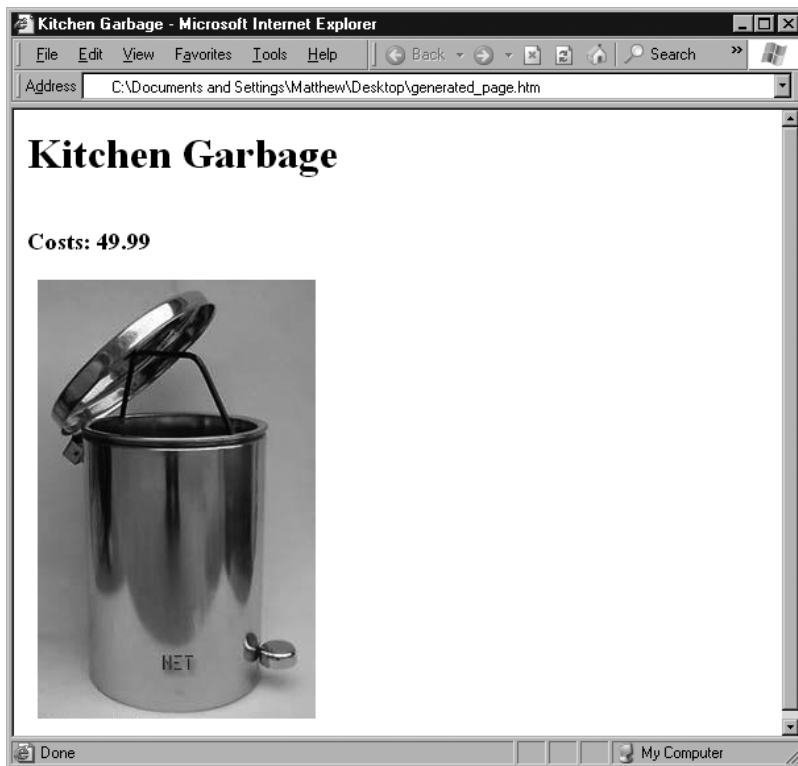 Kitchen Garbage - Microsoft Internet Explorer
File Edit View Favorites Tools Help Back Search »
Address C:\Documents and Settings\Matthew\Desktop\generated_page.htm
Kitchen Garbage
Costs: 49.99
NET
Done My Computer